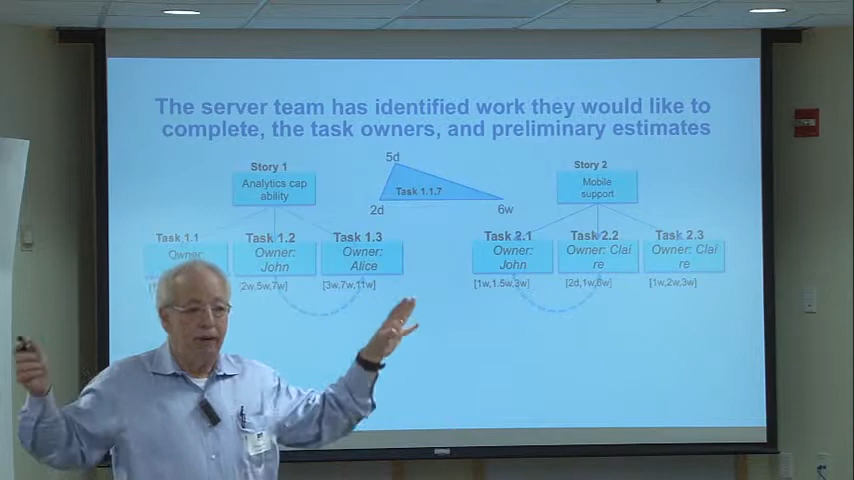 The server team has identified work they would like to
complete, the task owners, and preliminary estimates
5d
Story 1
Story 2
Analytics cap
ability
Task 1.1.7
Mobile
support
2d
6w
Task 1.1
Task 1.2
Task 1.3
Task 2.1
Task 2.2
Task 2.3
Owner
Owner:
John
Owner:
Alice
Owner:
John
Owner: Clai
re
Owner: Clai
re
[2w,5w,7w]
[3w,7w,11w]
[1w,1.5w,3w]
[2d,1w,6w]
[1w,2w,3w]